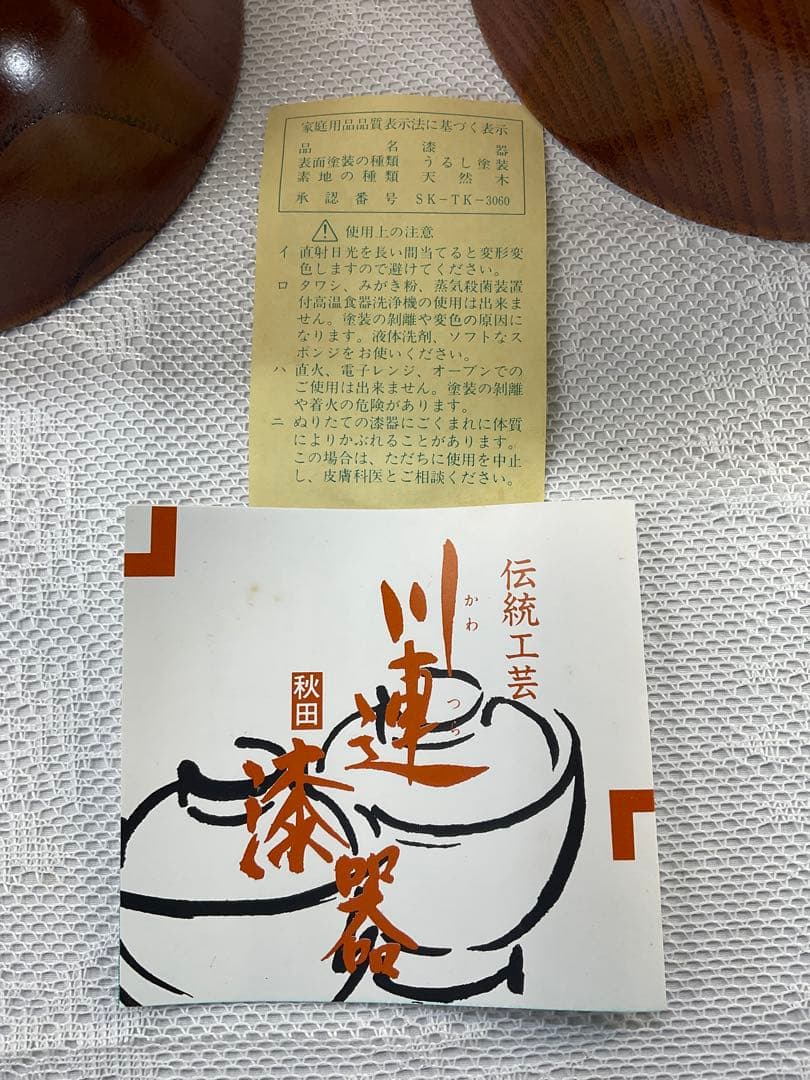 家庭用品品質表示法に基づく表示
品名 漆器
表面塗装の種類 うるし塗装
素地の種類 天然木
承認番号 SK-TK-3060
使用上の注意
イ 直射日光を長い間当てると変形変
色しますので避けてください。
ロ タワシ、みがき粉、蒸気殺菌装置
付高温食器洗浄機の使用は出来ま
せん。塗装の剝離や変色の原因に
なります。液体洗剤、ソフトなス
ポンジをお使いください。
ハ 直火、電子レンジ、オーブンでの
ご使用は出来ません。塗装の剝離
や着火の危険があります。
ニ ぬりたての漆器にごくまれに体質
によりかぶれることがあります。
この場合は、ただちに使用を中止
し、皮膚科医とご相談ください。
伝統工芸
川連
かわつら
秋田
漆器